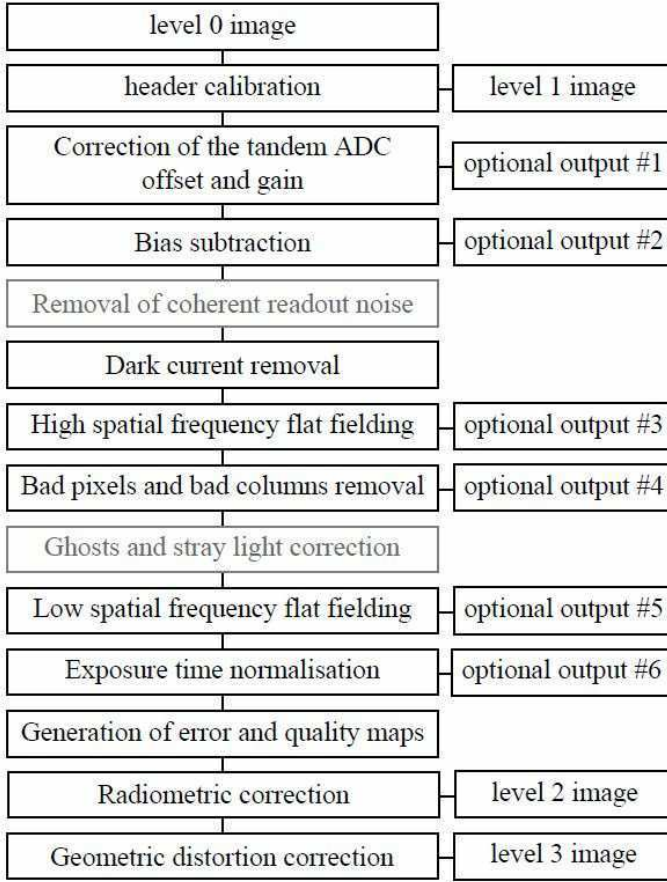 level 0 image
header calibration
level 1 image
Correction of the tandem ADC
offset and gain
optional output #1
Bias subtraction
optional output #2
Removal of coherent readout noise
Dark current removal
High spatial frequency flat fielding
optional output #3
Bad pixels and bad columns removal
optional output #4
Ghosts and stray light correction
Low spatial frequency flat fielding
optional output #5
Exposure time normalisation
optional output #6
Generation of error and quality maps
Radiometric correction
level 2 image
Geometric distortion correction
level 3 image